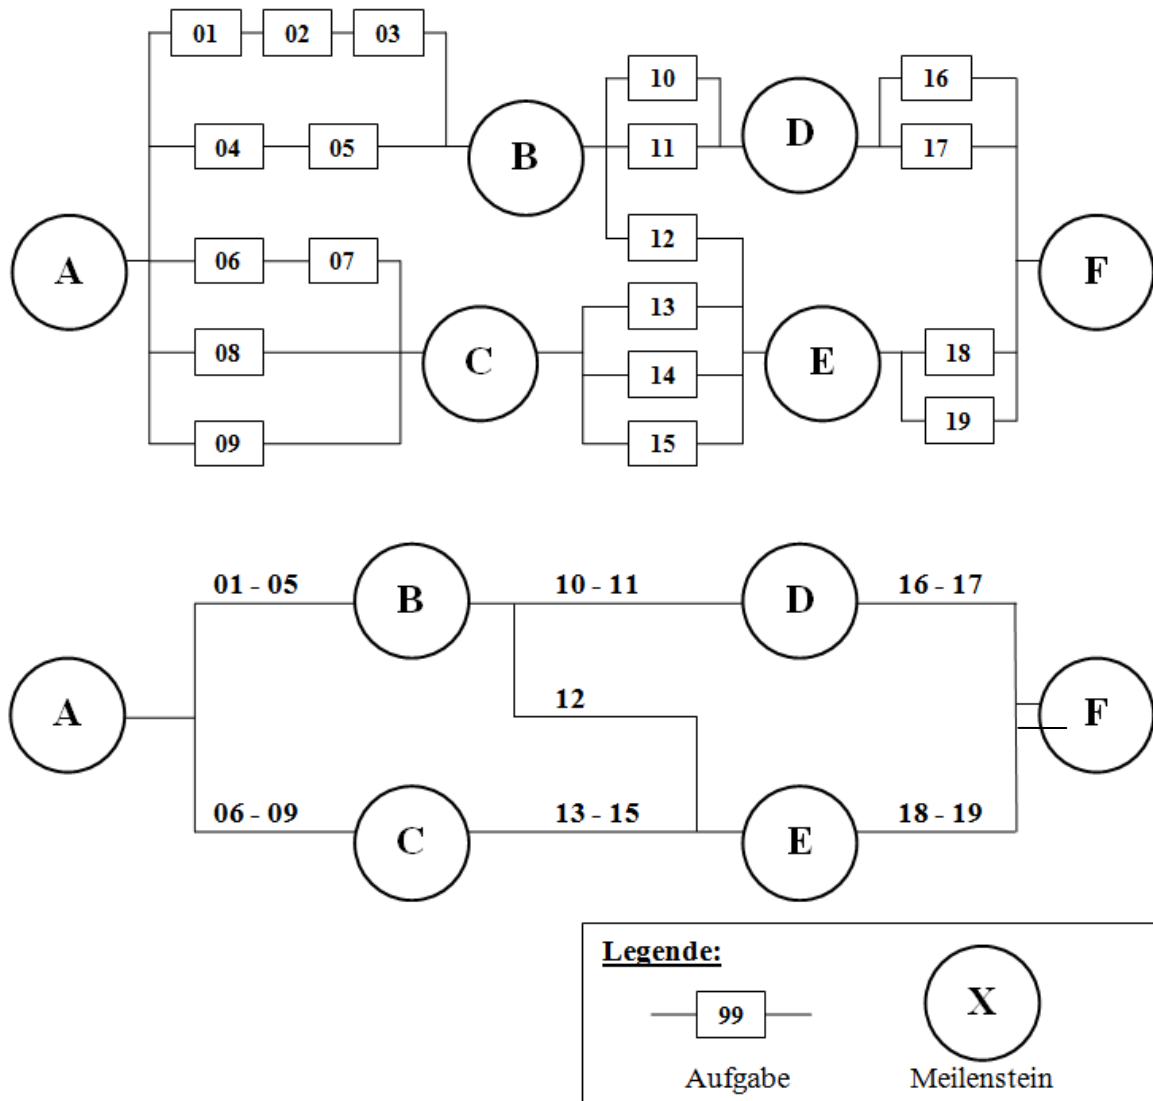 01 02 03
10 16
04 05 B 11 D 17
12
A 06 07 F
13
08 C 14 E 18
09 15 19
01 - 05 B 10 - 11 D 16 - 17
A 12 F
06 - 09 C 13 - 15 E 18 - 19
Legende:
99 X
Aufgabe Meilenstein